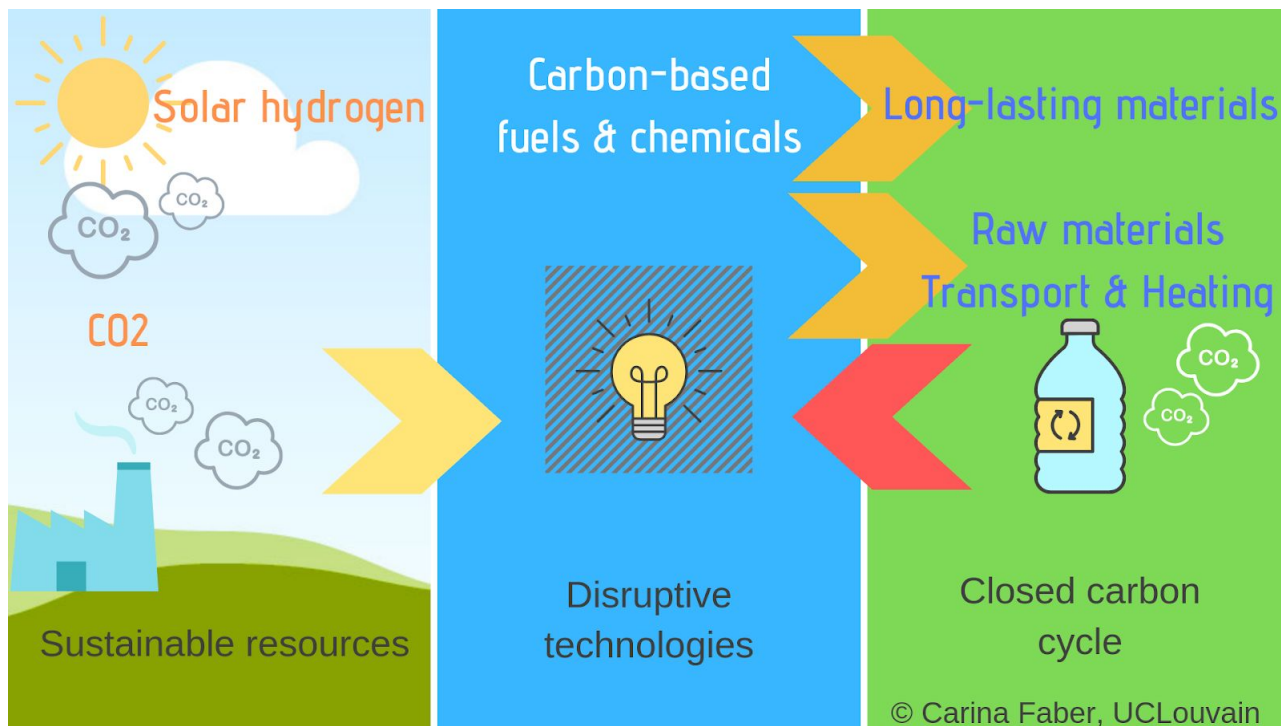 Solar hydrogen
CO₂
CO₂
CO2
CO₂
CO₂
Sustainable resources
Carbon-based
fuels & chemicals
Disruptive
technologies
Long-lasting materials
Raw materials
Transport & Heating
CO₂
CO₂
Closed carbon
cycle
© Carina Faber, UCLouvain